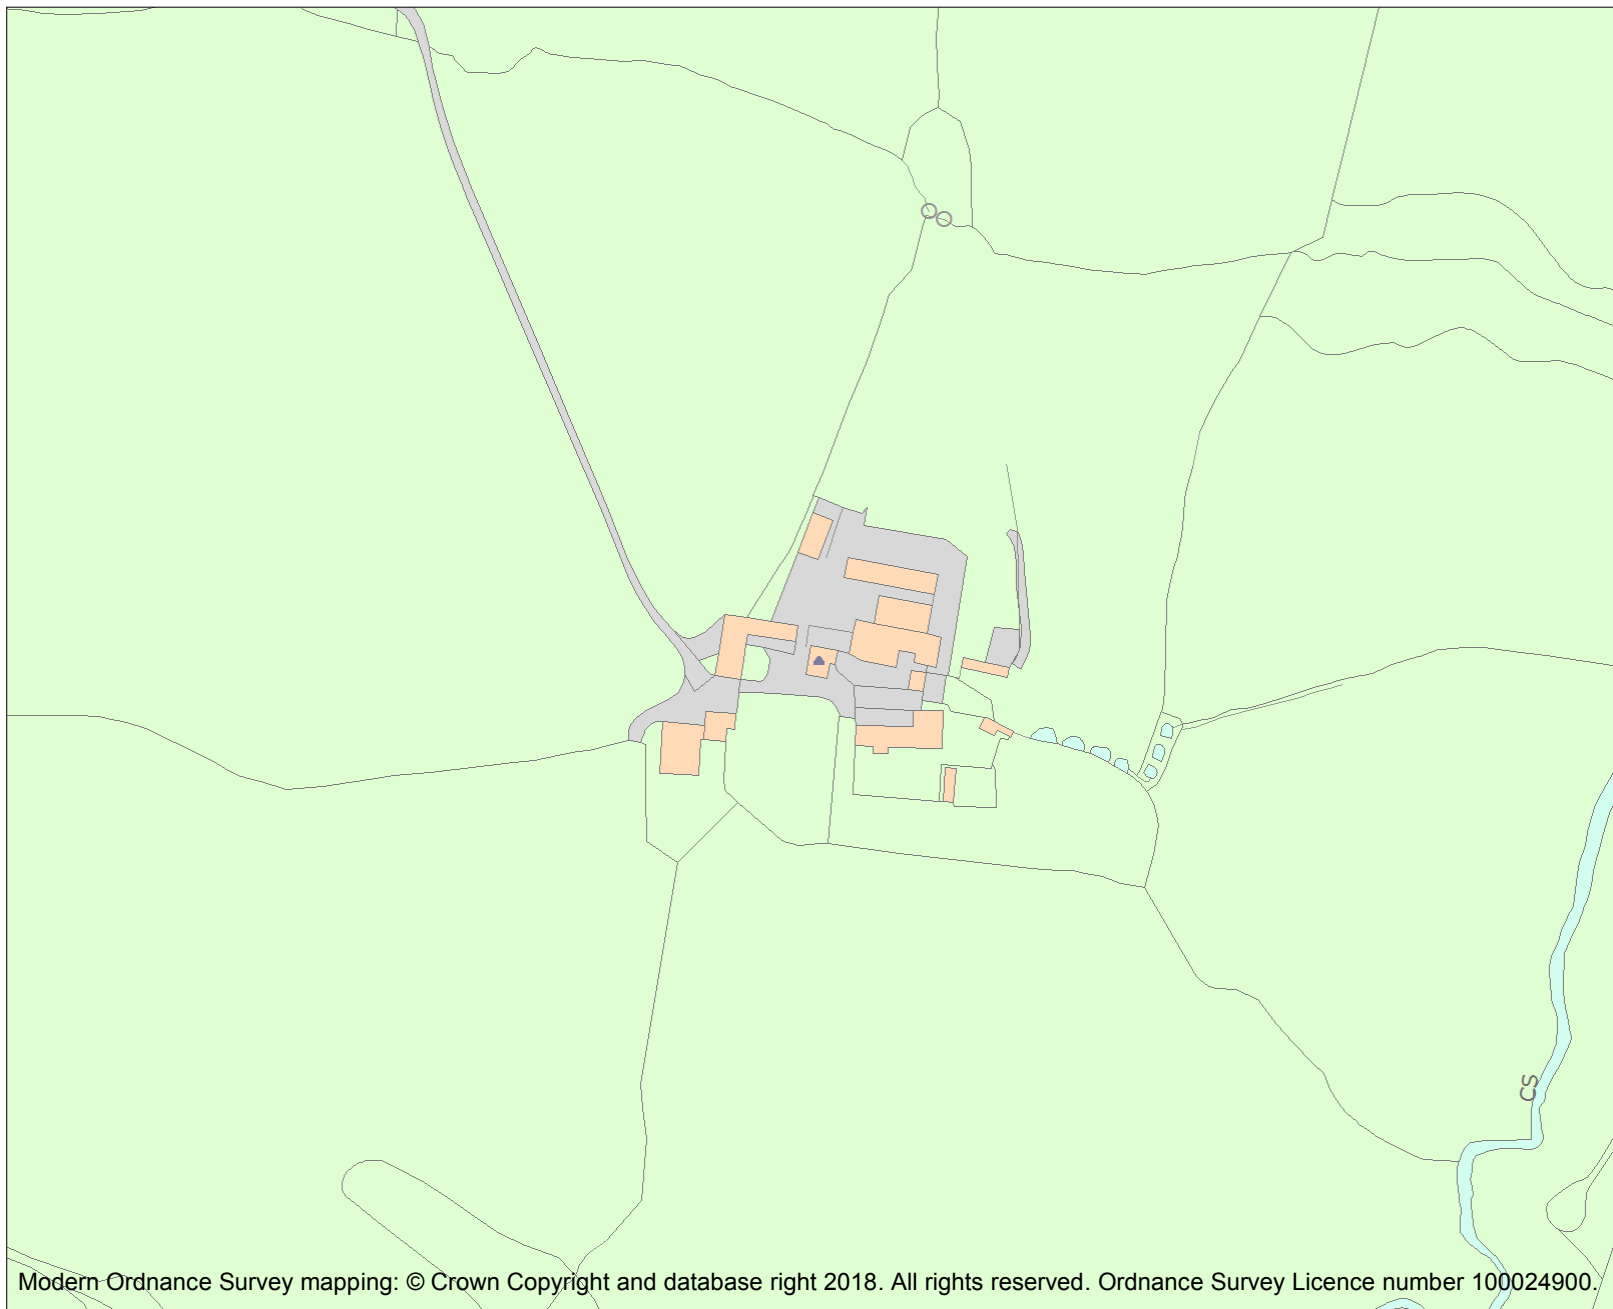 CS
Modern Ordnance Survey mapping: © Crown Copyright and database right 2018. All rights reserved. Ordnance Survey Licence number 100024900.